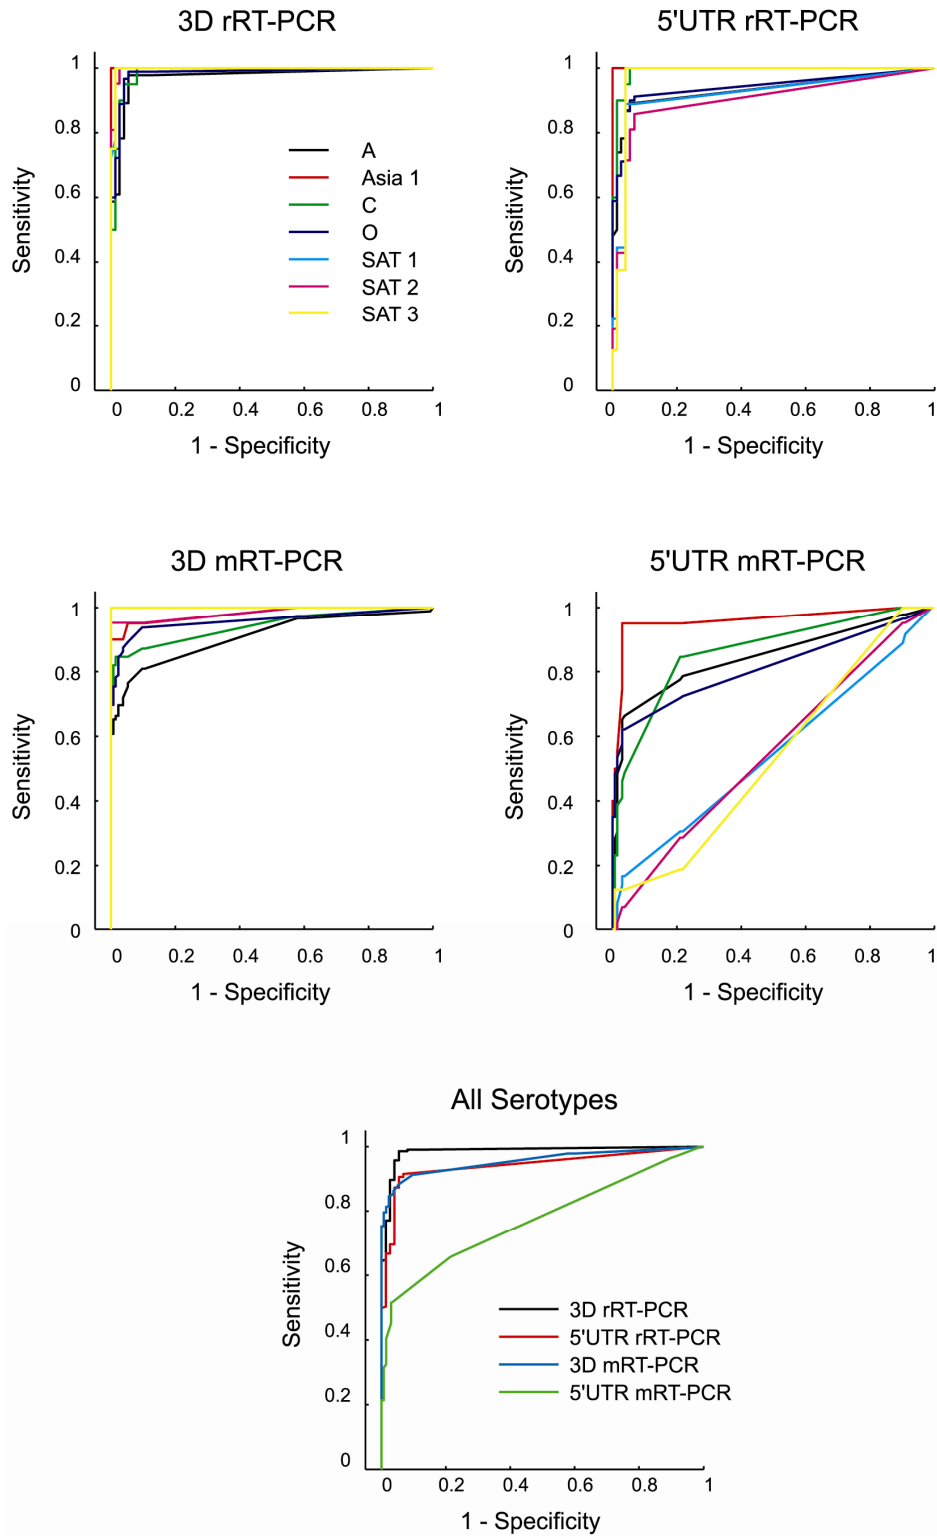 3D rRT-PCR
1
0.8
0.6
0.4
0.2
0
Sensitivity
A
Asia 1
C
O
SAT 1
SAT 2
SAT 3
0 0.2 0.4 0.6 0.8 1
1 - Specificity
5'UTR rRT-PCR
1
0.8
0.6
0.4
0.2
0
Sensitivity
0 0.2 0.4 0.6 0.8 1
1 - Specificity
3D mRT-PCR
1
0.8
0.6
0.4
0.2
0
Sensitivity
0 0.2 0.4 0.6 0.8 1
1 - Specificity
5'UTR mRT-PCR
1
0.8
0.6
0.4
0.2
0
Sensitivity
0 0.2 0.4 0.6 0.8 1
1 - Specificity
All Serotypes
1
0.8
0.6
0.4
0.2
0
Sensitivity
3D rRT-PCR
5'UTR rRT-PCR
3D mRT-PCR
5'UTR mRT-PCR
0 0.2 0.4 0.6 0.8 1
1 - Specificity